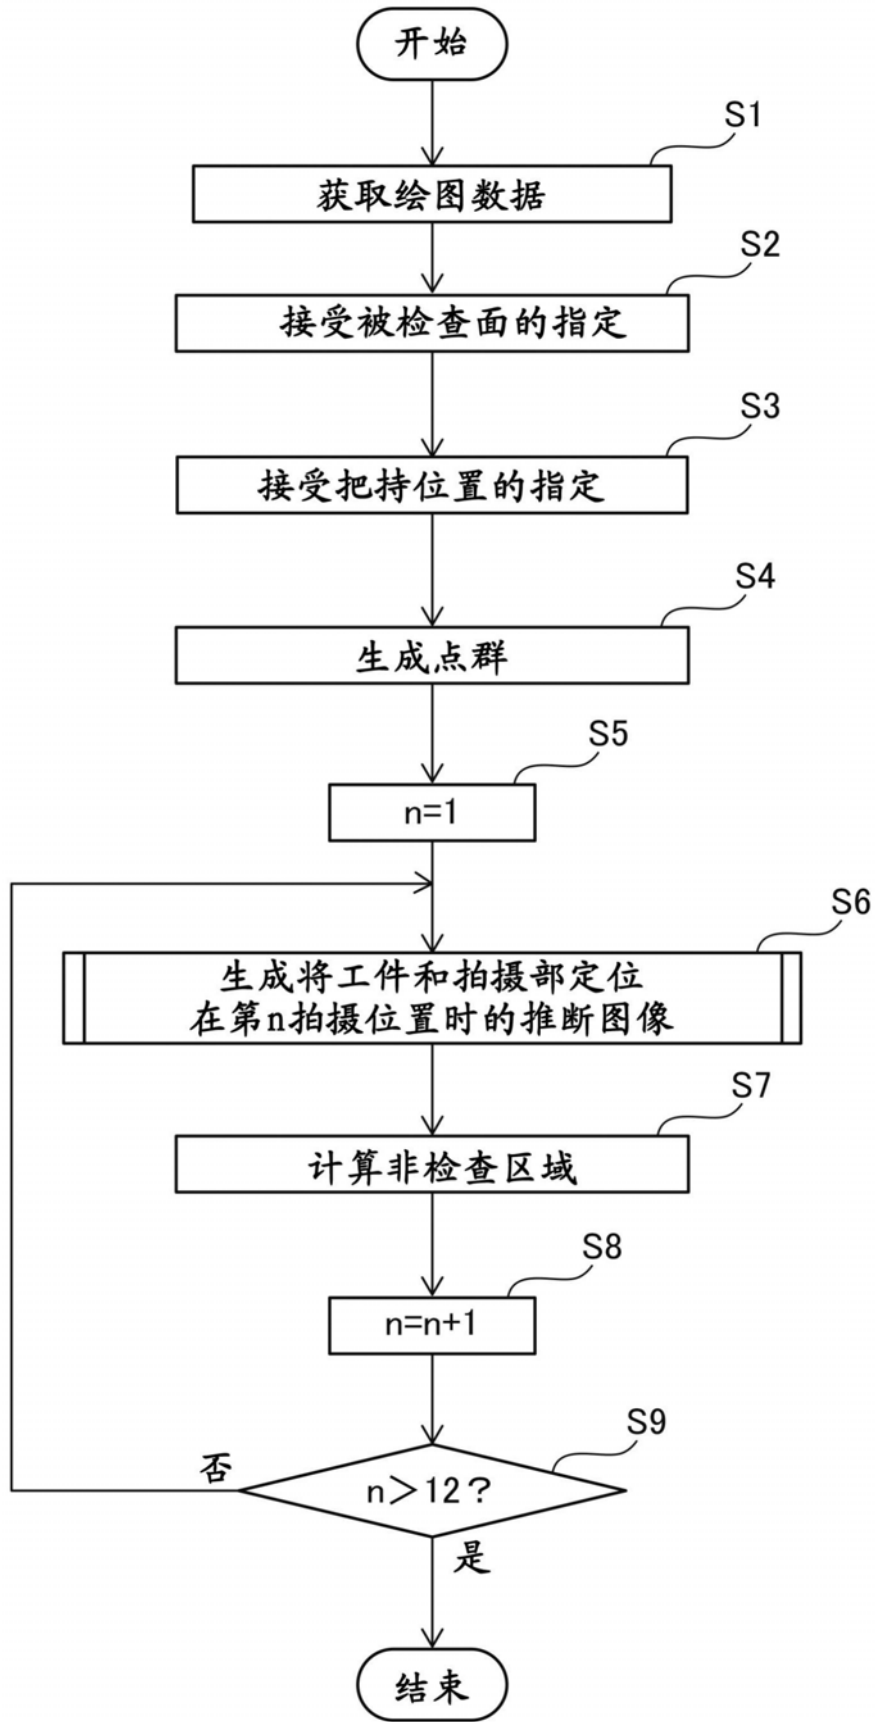 开始
S1
获取绘图数据
S2
接受被检查面的指定
S3
接受把持位置的指定
S4
生成点群
S5
n=1
S6
生成将工件和拍摄部定位
在第n拍摄位置时的推断图像
S7
计算非检查区域
S8
n=n+1
S9
否
n＞12？
是
结束